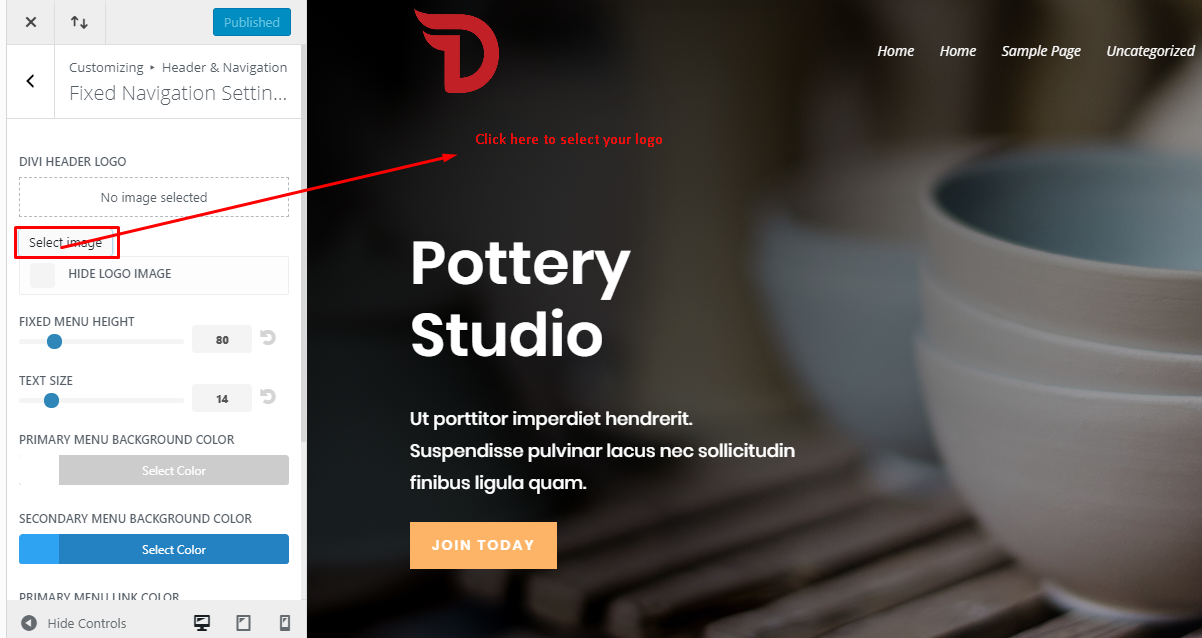 Published
Customizing ▸ Header & Navigation
Fixed Navigation Settin...
DIVI HEADER LOGO
No image selected
Select image
HIDE LOGO IMAGE
FIXED MENU HEIGHT
80
TEXT SIZE
14
PRIMARY MENU BACKGROUND COLOR
Select Color
SECONDARY MENU BACKGROUND COLOR
Select Color
PRIMARY MENU LINK COLOR
Hide Controls
Home Home Sample Page Uncategorized
Click here to select your logo
Pottery
Studio
Ut porttitor imperdiet hendrerit.
Suspendisse pulvinar lacus nec sollicitudin
finibus ligula quam.
JOIN TODAY